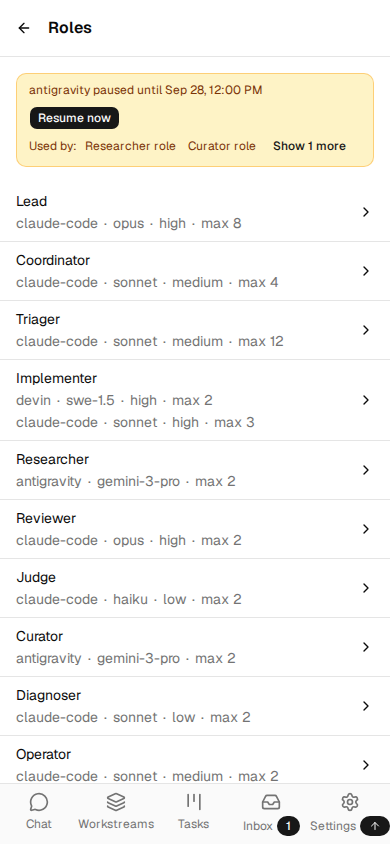 Roles
antigravity paused until Sep 28, 12:00 PM
Resume now
Used by: Researcher role Curator role Show 1 more
Lead
claude-code · opus · high · max 8
Coordinator
claude-code · sonnet · medium · max 4
Triager
claude-code · sonnet · medium · max 12
Implementer
devin · swe-1.5 · high · max 2
claude-code · sonnet · high · max 3
Researcher
antigravity · gemini-3-pro · max 2
Reviewer
claude-code · opus · high · max 2
Judge
claude-code · haiku · low · max 2
Curator
antigravity · gemini-3-pro · max 2
Diagnoser
claude-code · sonnet · low · max 2
Operator
claude-code · sonnet · medium · max 2
Chat Workstreams Tasks Inbox 1 Settings